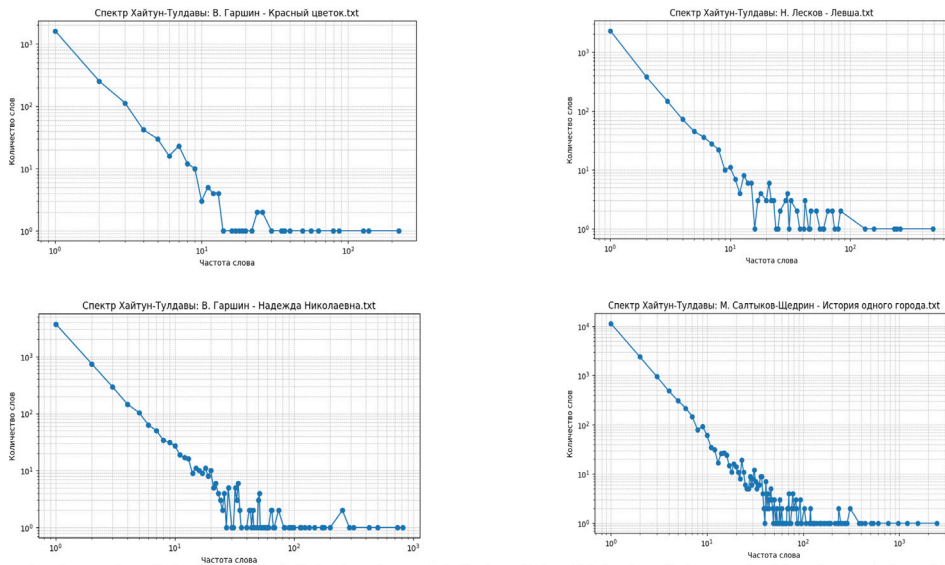 Спектр Хайтун-Тулдавы: В. Гаршин - Красный цветок.txt
Количество слов
10³
10²
10¹
10⁰
10⁰ 10¹ 10²
Частота слова
Спектр Хайтун-Тулдавы: Н. Лесков - Левша.txt
Количество слов
10³
10²
10¹
10⁰
10⁰ 10¹ 10²
Частота слова
Спектр Хайтун-Тулдавы: В. Гаршин - Надежда Николаевна.txt
Количество слов
10³
10²
10¹
10⁰
10⁰ 10¹ 10² 10³
Частота слова
Спектр Хайтун-Тулдавы: М. Салтыков-Щедрин - История одного города.txt
Количество слов
10⁴
10³
10²
10¹
10⁰
10⁰ 10¹ 10² 10³
Частота слова